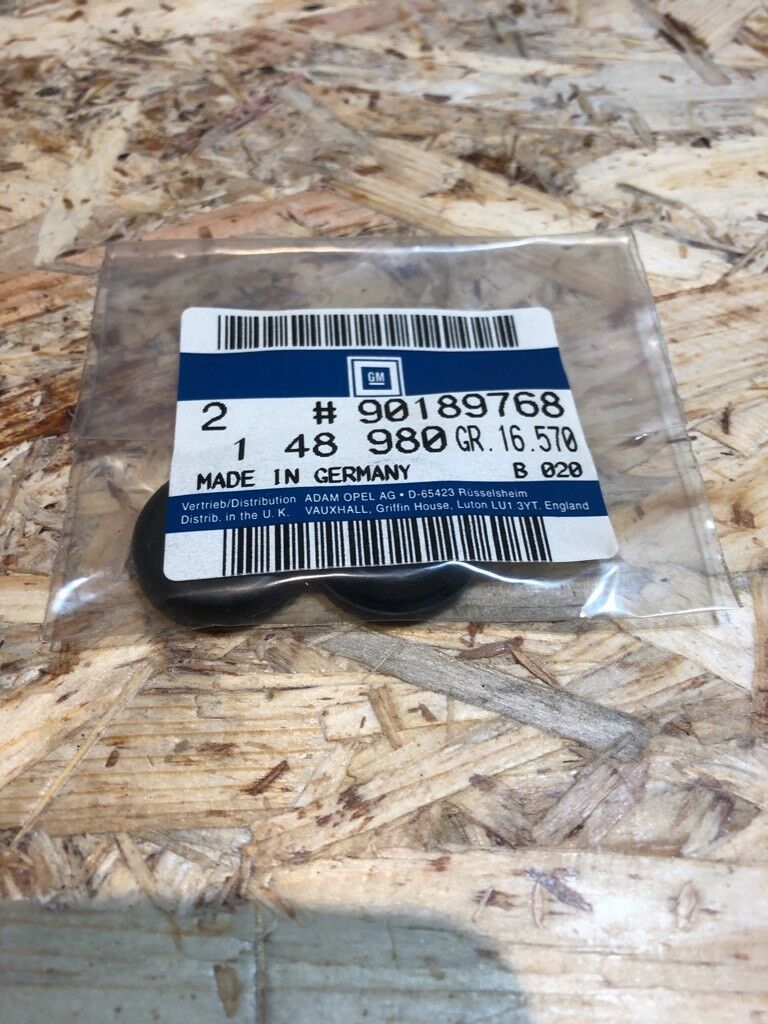 GM
2 # 90189768
1 48 980 GR. 16.570
MADE IN GERMANY B 020
Vertrieb/Distribution ADAM OPEL AG • D-65423 Rüsselsheim
Distrib. in the U. K. VAUXHALL, Griffin House, Luton LU1 3YT. England